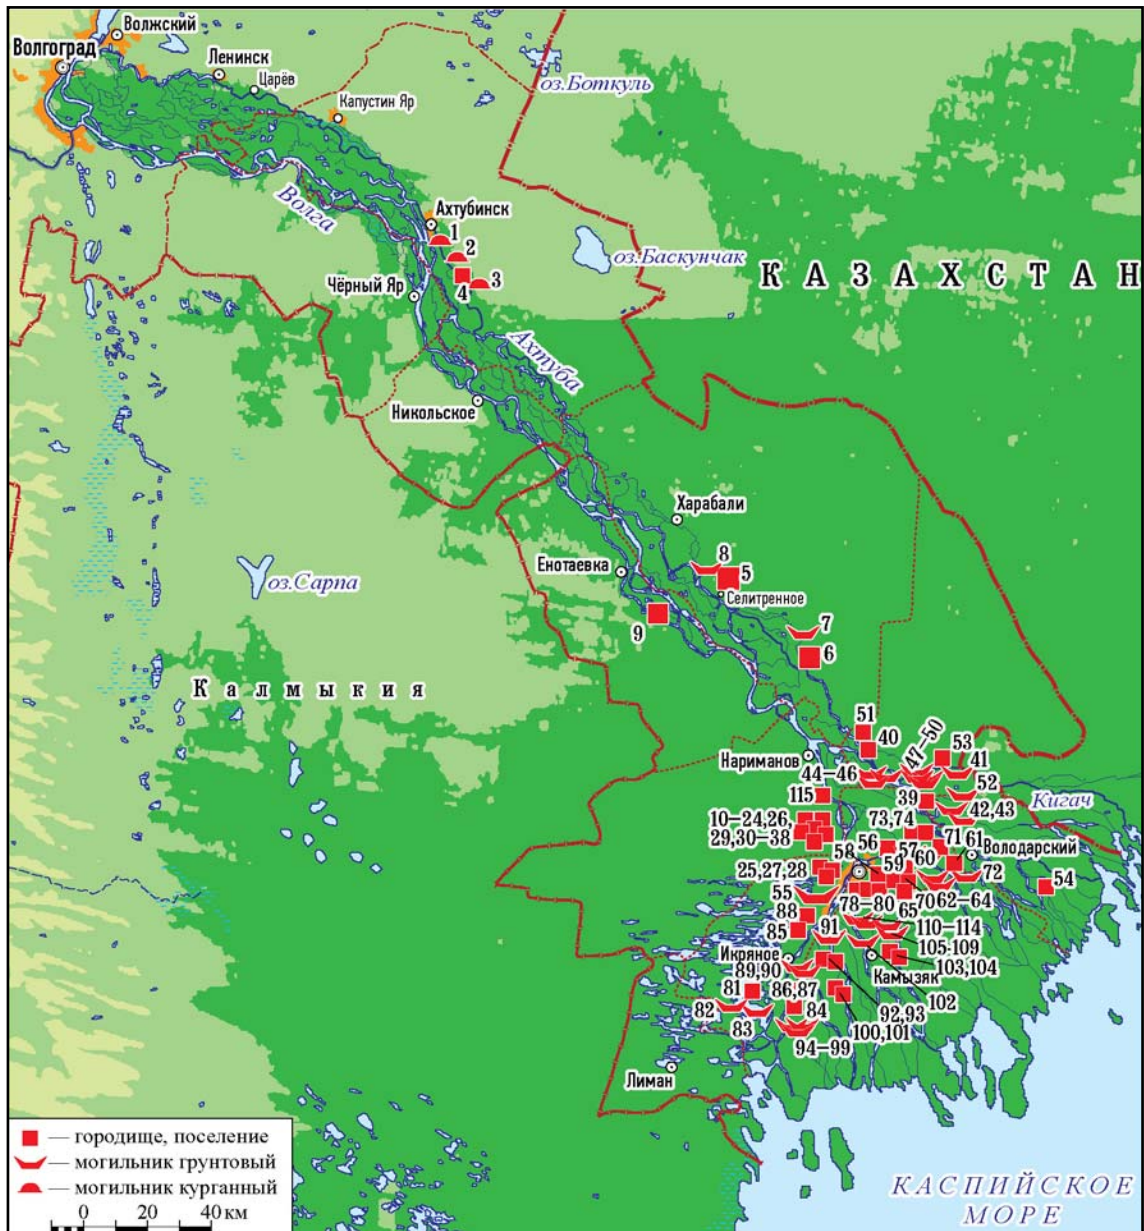 Волжский
Волгоград
Ленинск
Царёв
Капустин Яр
оз.Боткуль
Волга
Ахтубинск
1
2
3
4
оз.Баскунчак
КАЗАХСТАН
Чёрный Яр
Ахтуба
Никольское
Харабали
Енотаевка
8
5
Селитренное
оз.Сарпа
9
7
6
Калмыкия
51
40
47–50
53
41
Нариманов
44–46
52
115
39
Кигач
42,43
10–24,26,
29,30–38
73,74
56
57
58
71
61
Володарский
59
60
25,27,28
72
54
55
78–80
70
62–64
65
88
85
91
110–114
105–109
103,104
Икряное
89,90
Камызяк
102
81
86,87
92,93
82
83
84
100,101
94–99
Лиман
— городище, поселение
— могильник грунтовый
— могильник курганный
0 20 40 км
КАСПИЙСКОЕ
МОРЕ